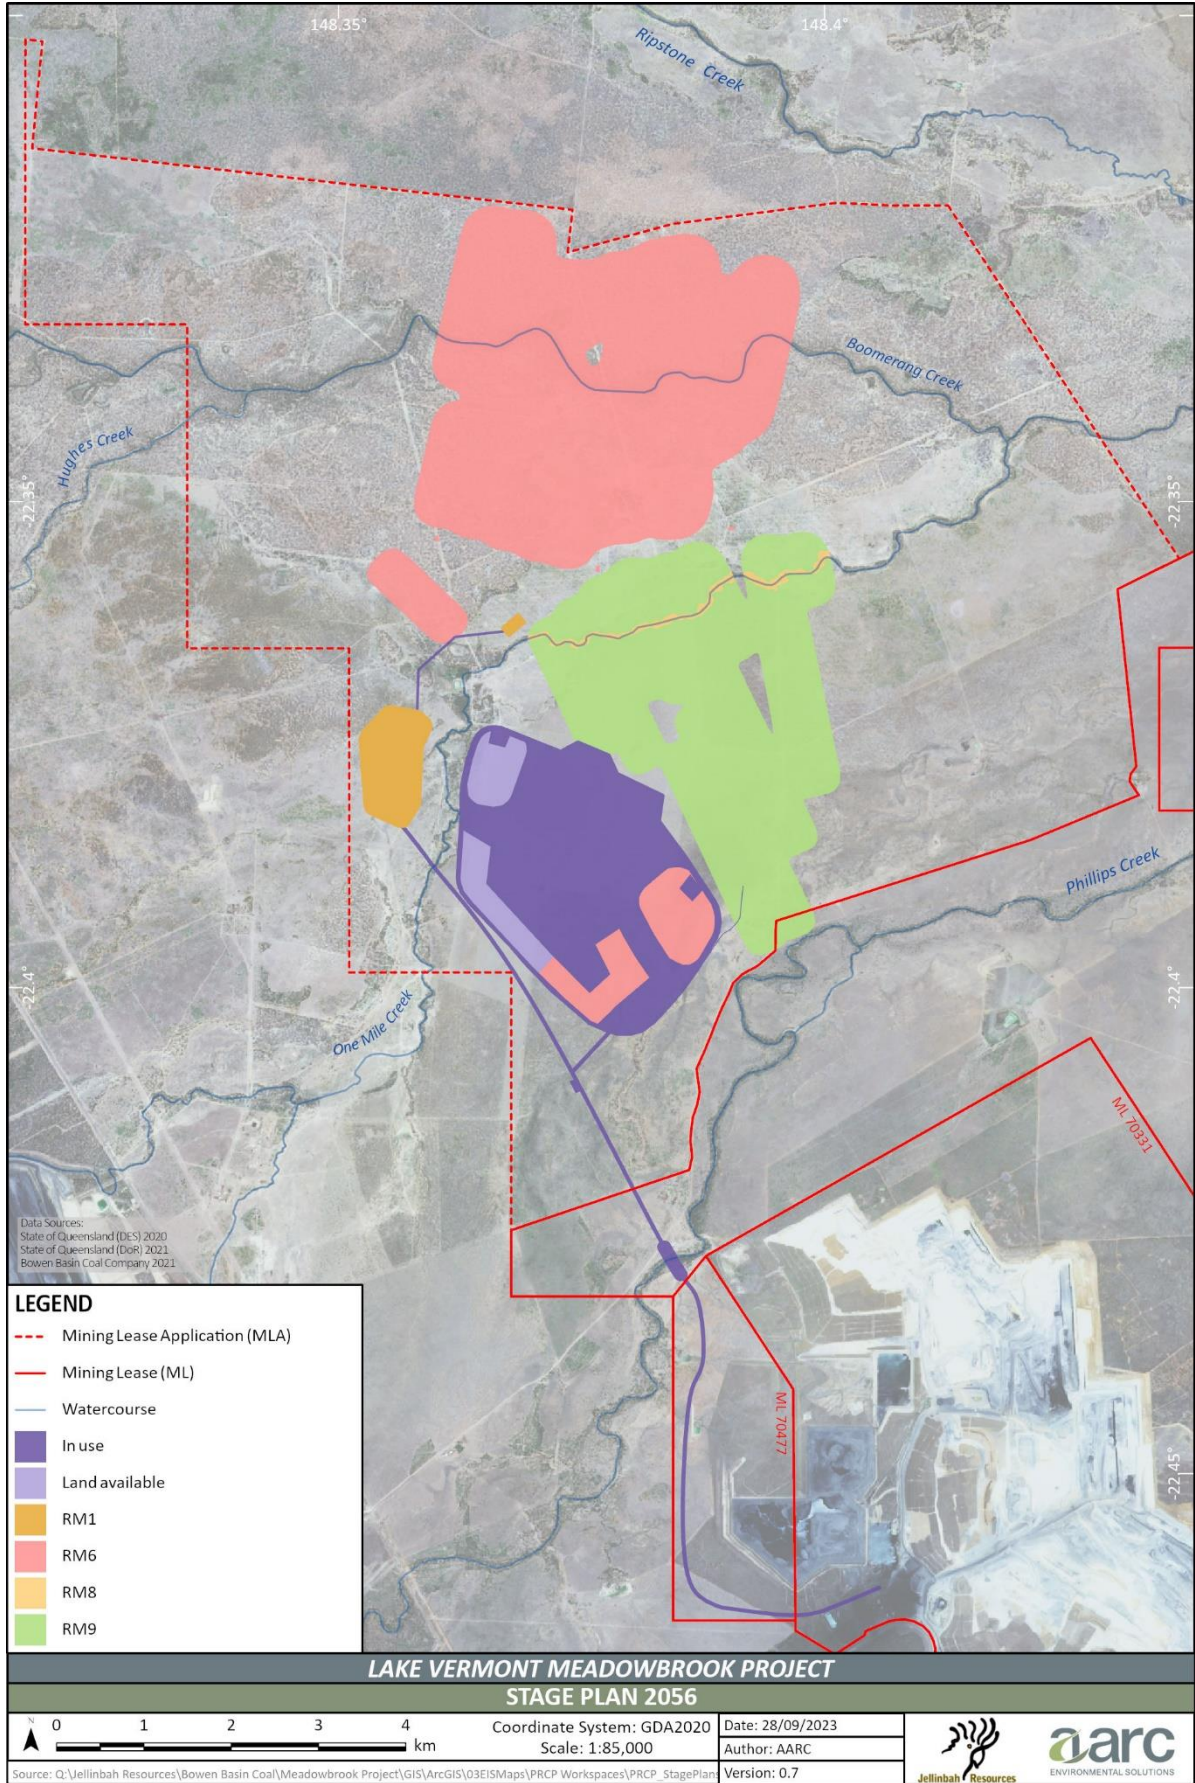 148.35°
148.4°
Ripstone Creek
Boomerang Creek
Hughes Creek
-22.35°
-22.35°
Phillips Creek
-22.4°
-22.4°
One Mile Creek
ML 70331
Data Sources:
State of Queensland (DES) 2020
State of Queensland (DoR) 2021
Bowen Basin Coal Company 2021
ML 70477
-22.45°
LEGEND
Mining Lease Application (MLA)
Mining Lease (ML)
Watercourse
In use
Land available
RM1
RM6
RM8
RM9
LAKE VERMONT MEADOWBROOK PROJECT
STAGE PLAN 2056
N
0 1 2 3 4
km
Coordinate System: GDA2020
Scale: 1:85,000
Date: 28/09/2023
Author: AARC
Version: 0.7
Source: Q:\Jellinbah Resources\Bowen Basin Coal\Meadowbrook Project\GIS\ArcGIS\03EISMaps\PRCP Workspaces\PRCP_StagePlans
Jellinbah Resources
aarc
ENVIRONMENTAL SOLUTIONS